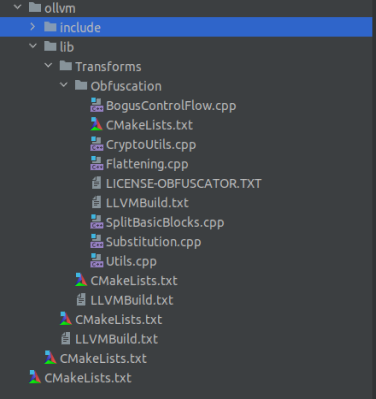 ollvm
include
lib
Transforms
Obfuscation
BogusControlFlow.cpp
CMakeLists.txt
CryptoUtils.cpp
Flattening.cpp
LICENSE-OBFUSCATOR.TXT
LLVMBuild.txt
SplitBasicBlocks.cpp
Substitution.cpp
Utils.cpp
CMakeLists.txt
LLVMBuild.txt
CMakeLists.txt
LLVMBuild.txt
CMakeLists.txt
CMakeLists.txt